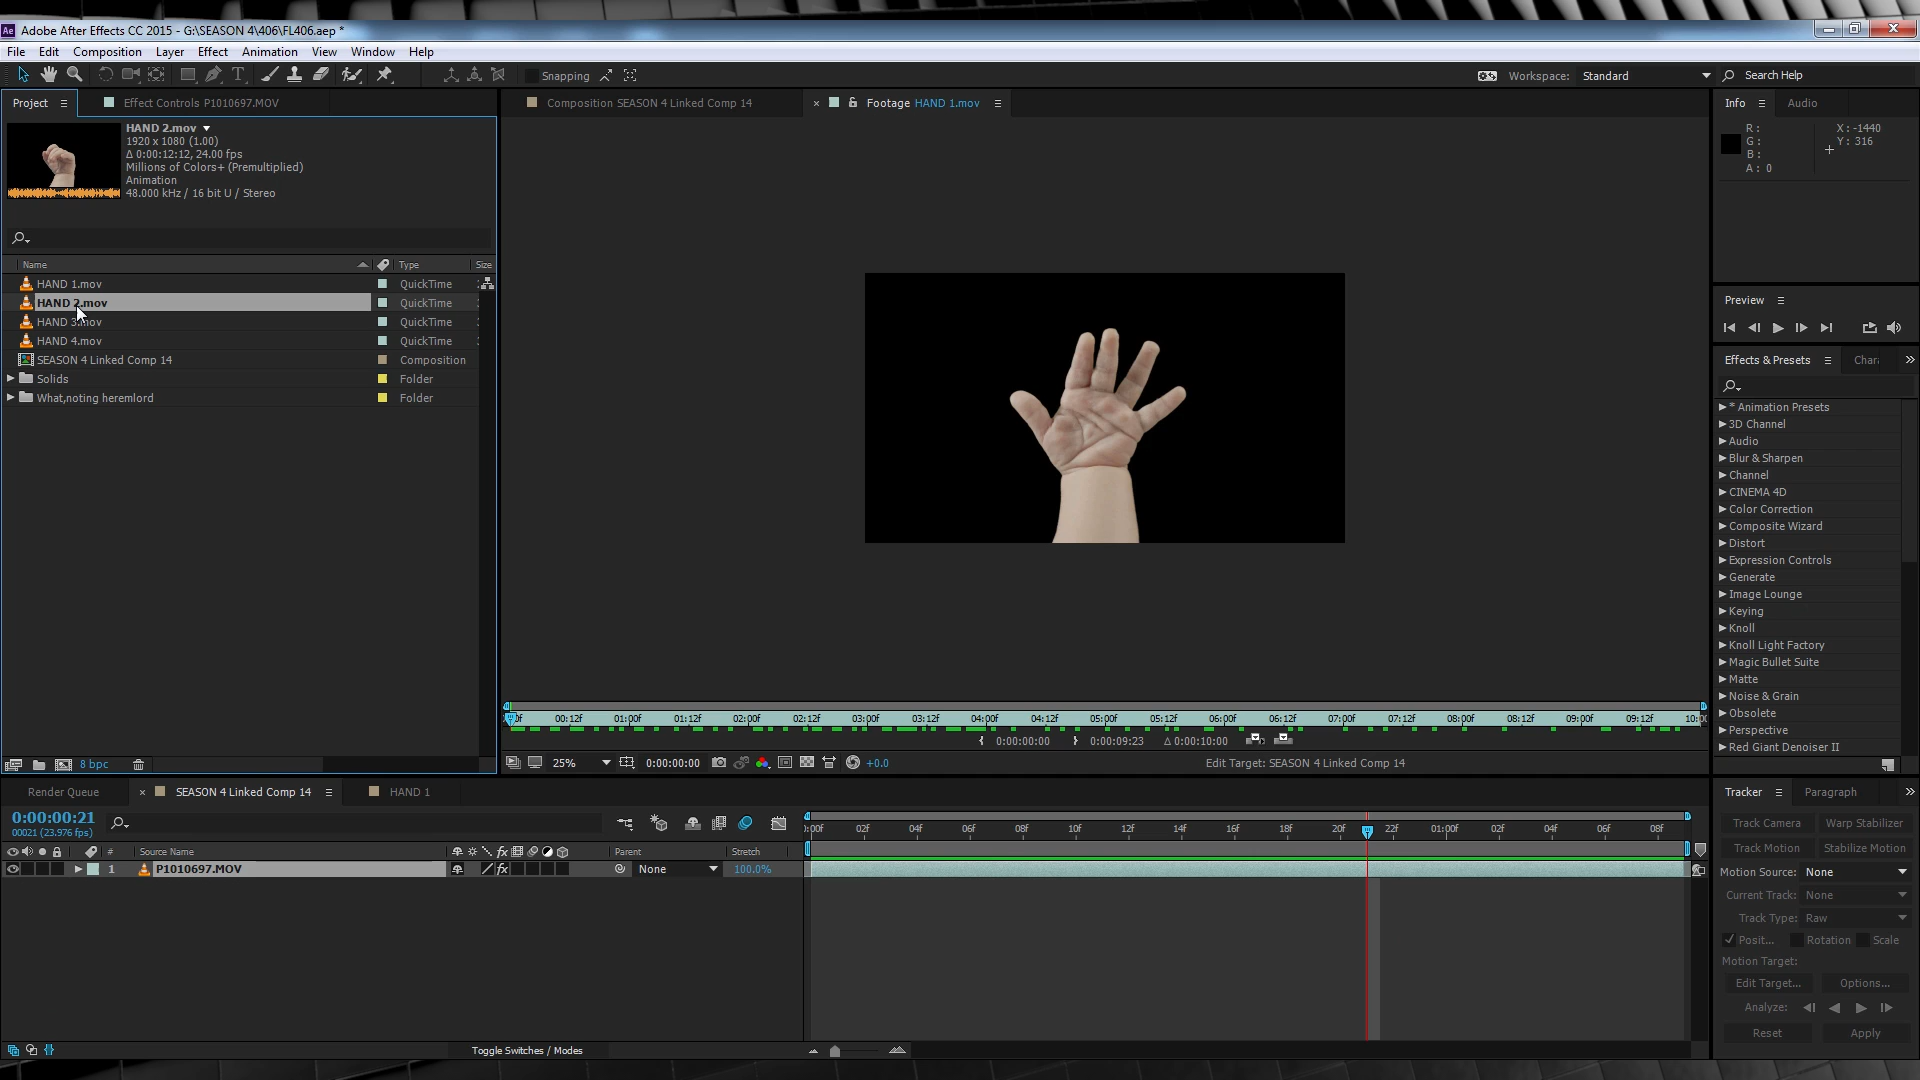 Ae Adobe After Effects CC 2015 - G:\SEASON 4\406\FL406.aep *
File Edit Composition Layer Effect Animation View Window Help
Snapping
Workspace: Standard
Search Help
Project
Effect Controls P1010697.MOV
HAND 2.mov
1920 x 1080 (1.00)
Δ 0:00:12:12, 24.00 fps
Millions of Colors+ (Premultiplied)
Animation
48.000 kHz / 16 bit U / Stereo
Name Type Size
HAND 1.mov QuickTime
HAND 2.mov QuickTime
HAND 3.mov QuickTime
HAND 4.mov QuickTime
SEASON 4 Linked Comp 14 Composition
Solids Folder
What,noting heremlord Folder
8 bpc
Composition SEASON 4 Linked Comp 14
Footage HAND 1.mov
00:12f 01:00f 01:12f 02:00f 02:12f 03:00f 03:12f 04:00f 04:12f 05:00f 05:12f 06:00f 06:12f 07:00f 07:12f 08:00f 08:12f 09:00f 09:12f
0:00:00:00 0:00:09:23 Δ 0:00:10:00
25% 0:00:00:00 +0.0 Edit Target: SEASON 4 Linked Comp 14
Info Audio
R: X: -1440
G: Y: 316
B:
A: 0
Preview
Effects & Presets Chara
* Animation Presets
3D Channel
Audio
Blur & Sharpen
Channel
CINEMA 4D
Color Correction
Composite Wizard
Distort
Expression Controls
Generate
Image Lounge
Keying
Knoll
Knoll Light Factory
Magic Bullet Suite
Matte
Noise & Grain
Obsolete
Perspective
Red Giant Denoiser II
Render Queue
SEASON 4 Linked Comp 14
HAND 1
0:00:00:21
00021 (23.976 fps)
:00f 02f 04f 06f 08f 10f 12f 14f 16f 18f 20f 22f 01:00f 02f 04f 06f 08f
# Source Name fx Parent Stretch
1 P1010697.MOV fx None 100.0%
Toggle Switches / Modes
Tracker Paragraph
Track Camera Warp Stabilizer
Track Motion Stabilize Motion
Motion Source: None
Current Track: None
Track Type: Raw
Posit... Rotation Scale
Motion Target:
Edit Target... Options...
Analyze:
Reset Apply